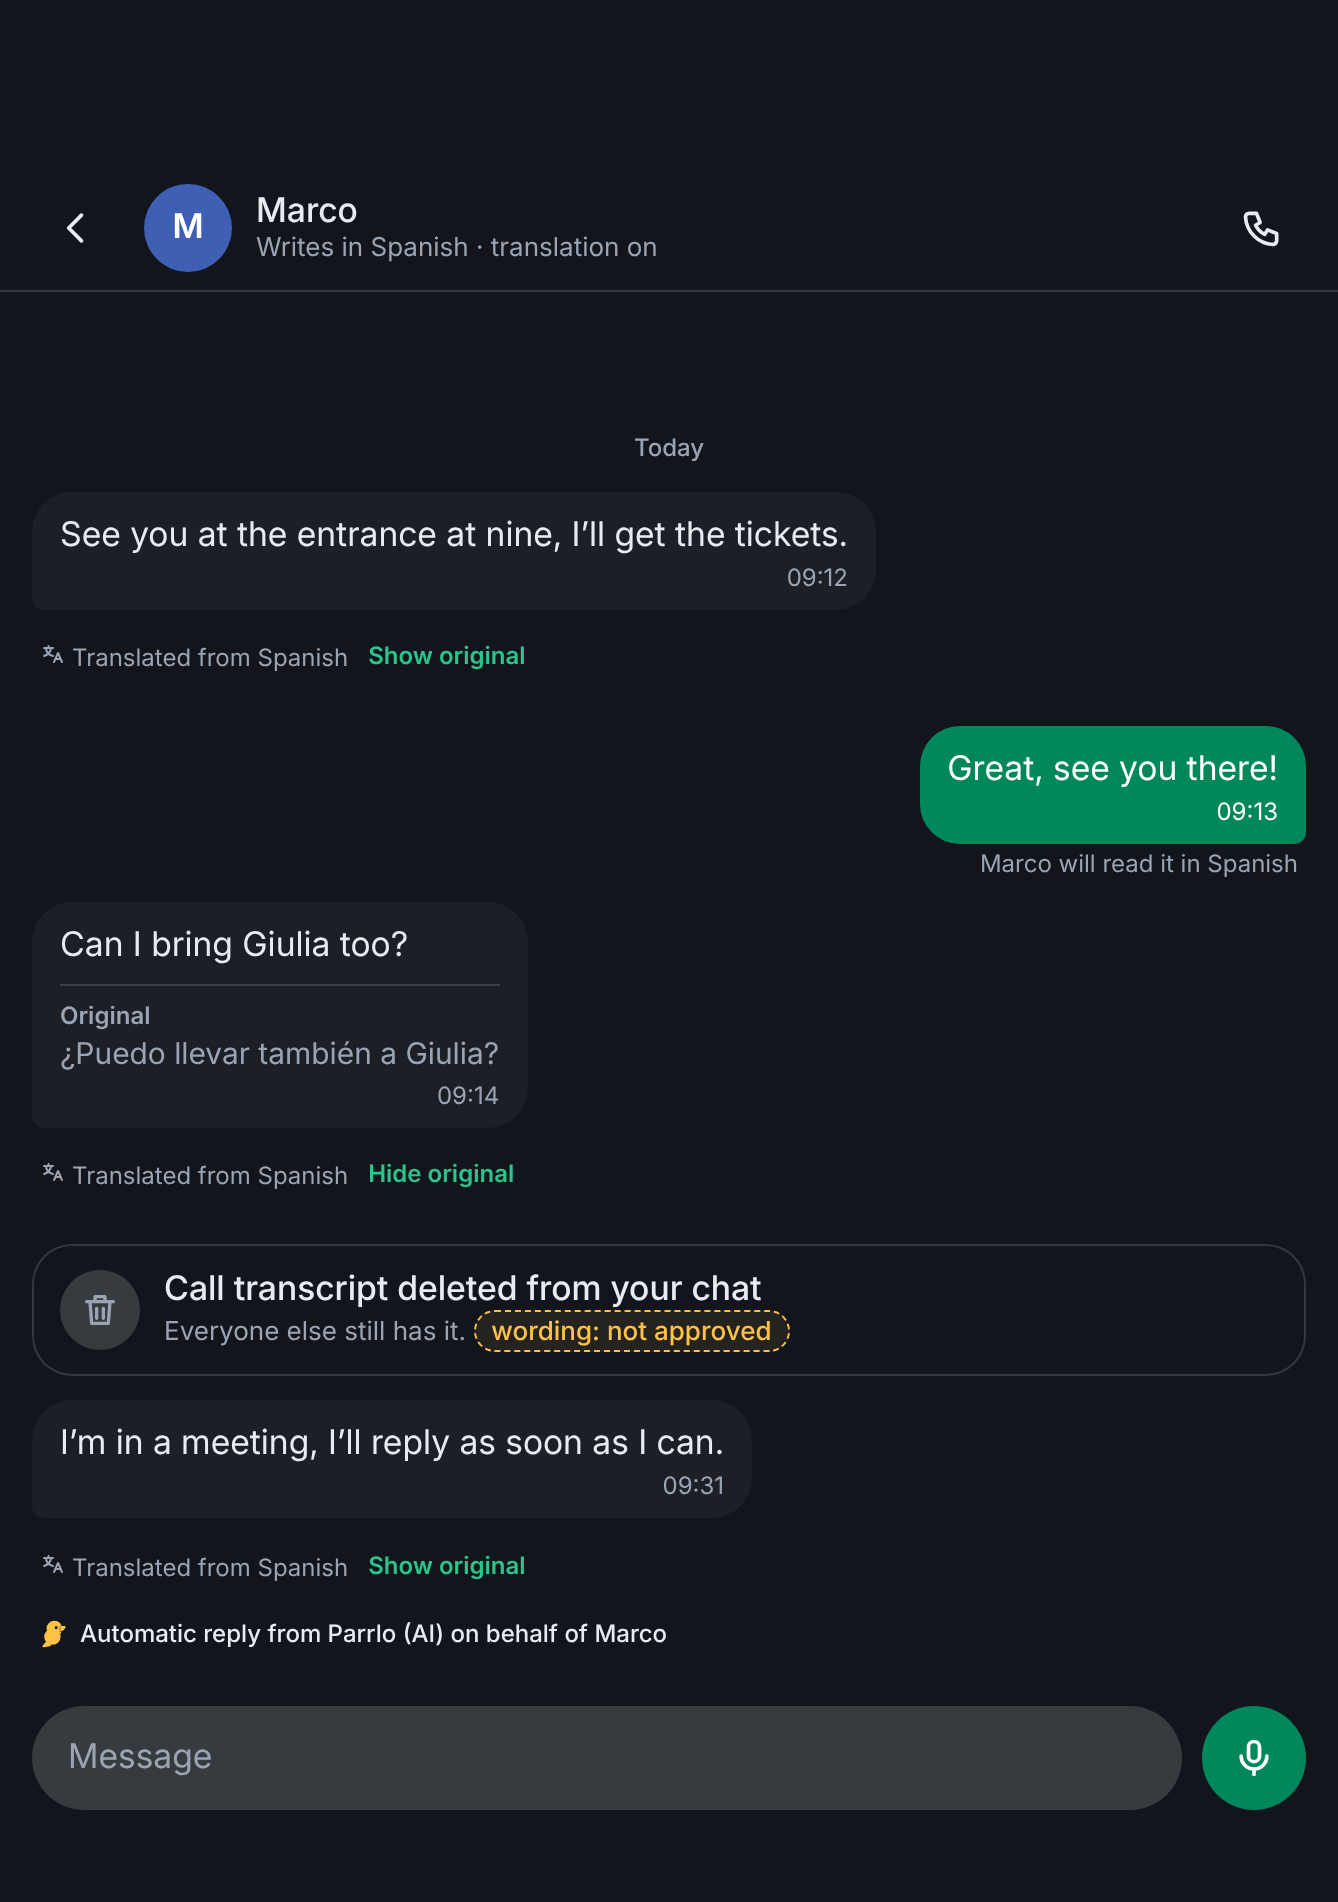 M
Marco
Writes in Spanish · translation on
Today
See you at the entrance at nine, I’ll get the tickets.
09:12
Translated from Spanish Show original
Great, see you there!
09:13
Marco will read it in Spanish
Can I bring Giulia too?
Original
¿Puedo llevar también a Giulia?
09:14
Translated from Spanish Hide original
Call transcript deleted from your chat
Everyone else still has it. wording: not approved
I’m in a meeting, I’ll reply as soon as I can.
09:31
Translated from Spanish Show original
Automatic reply from Parrlo (AI) on behalf of Marco
Message